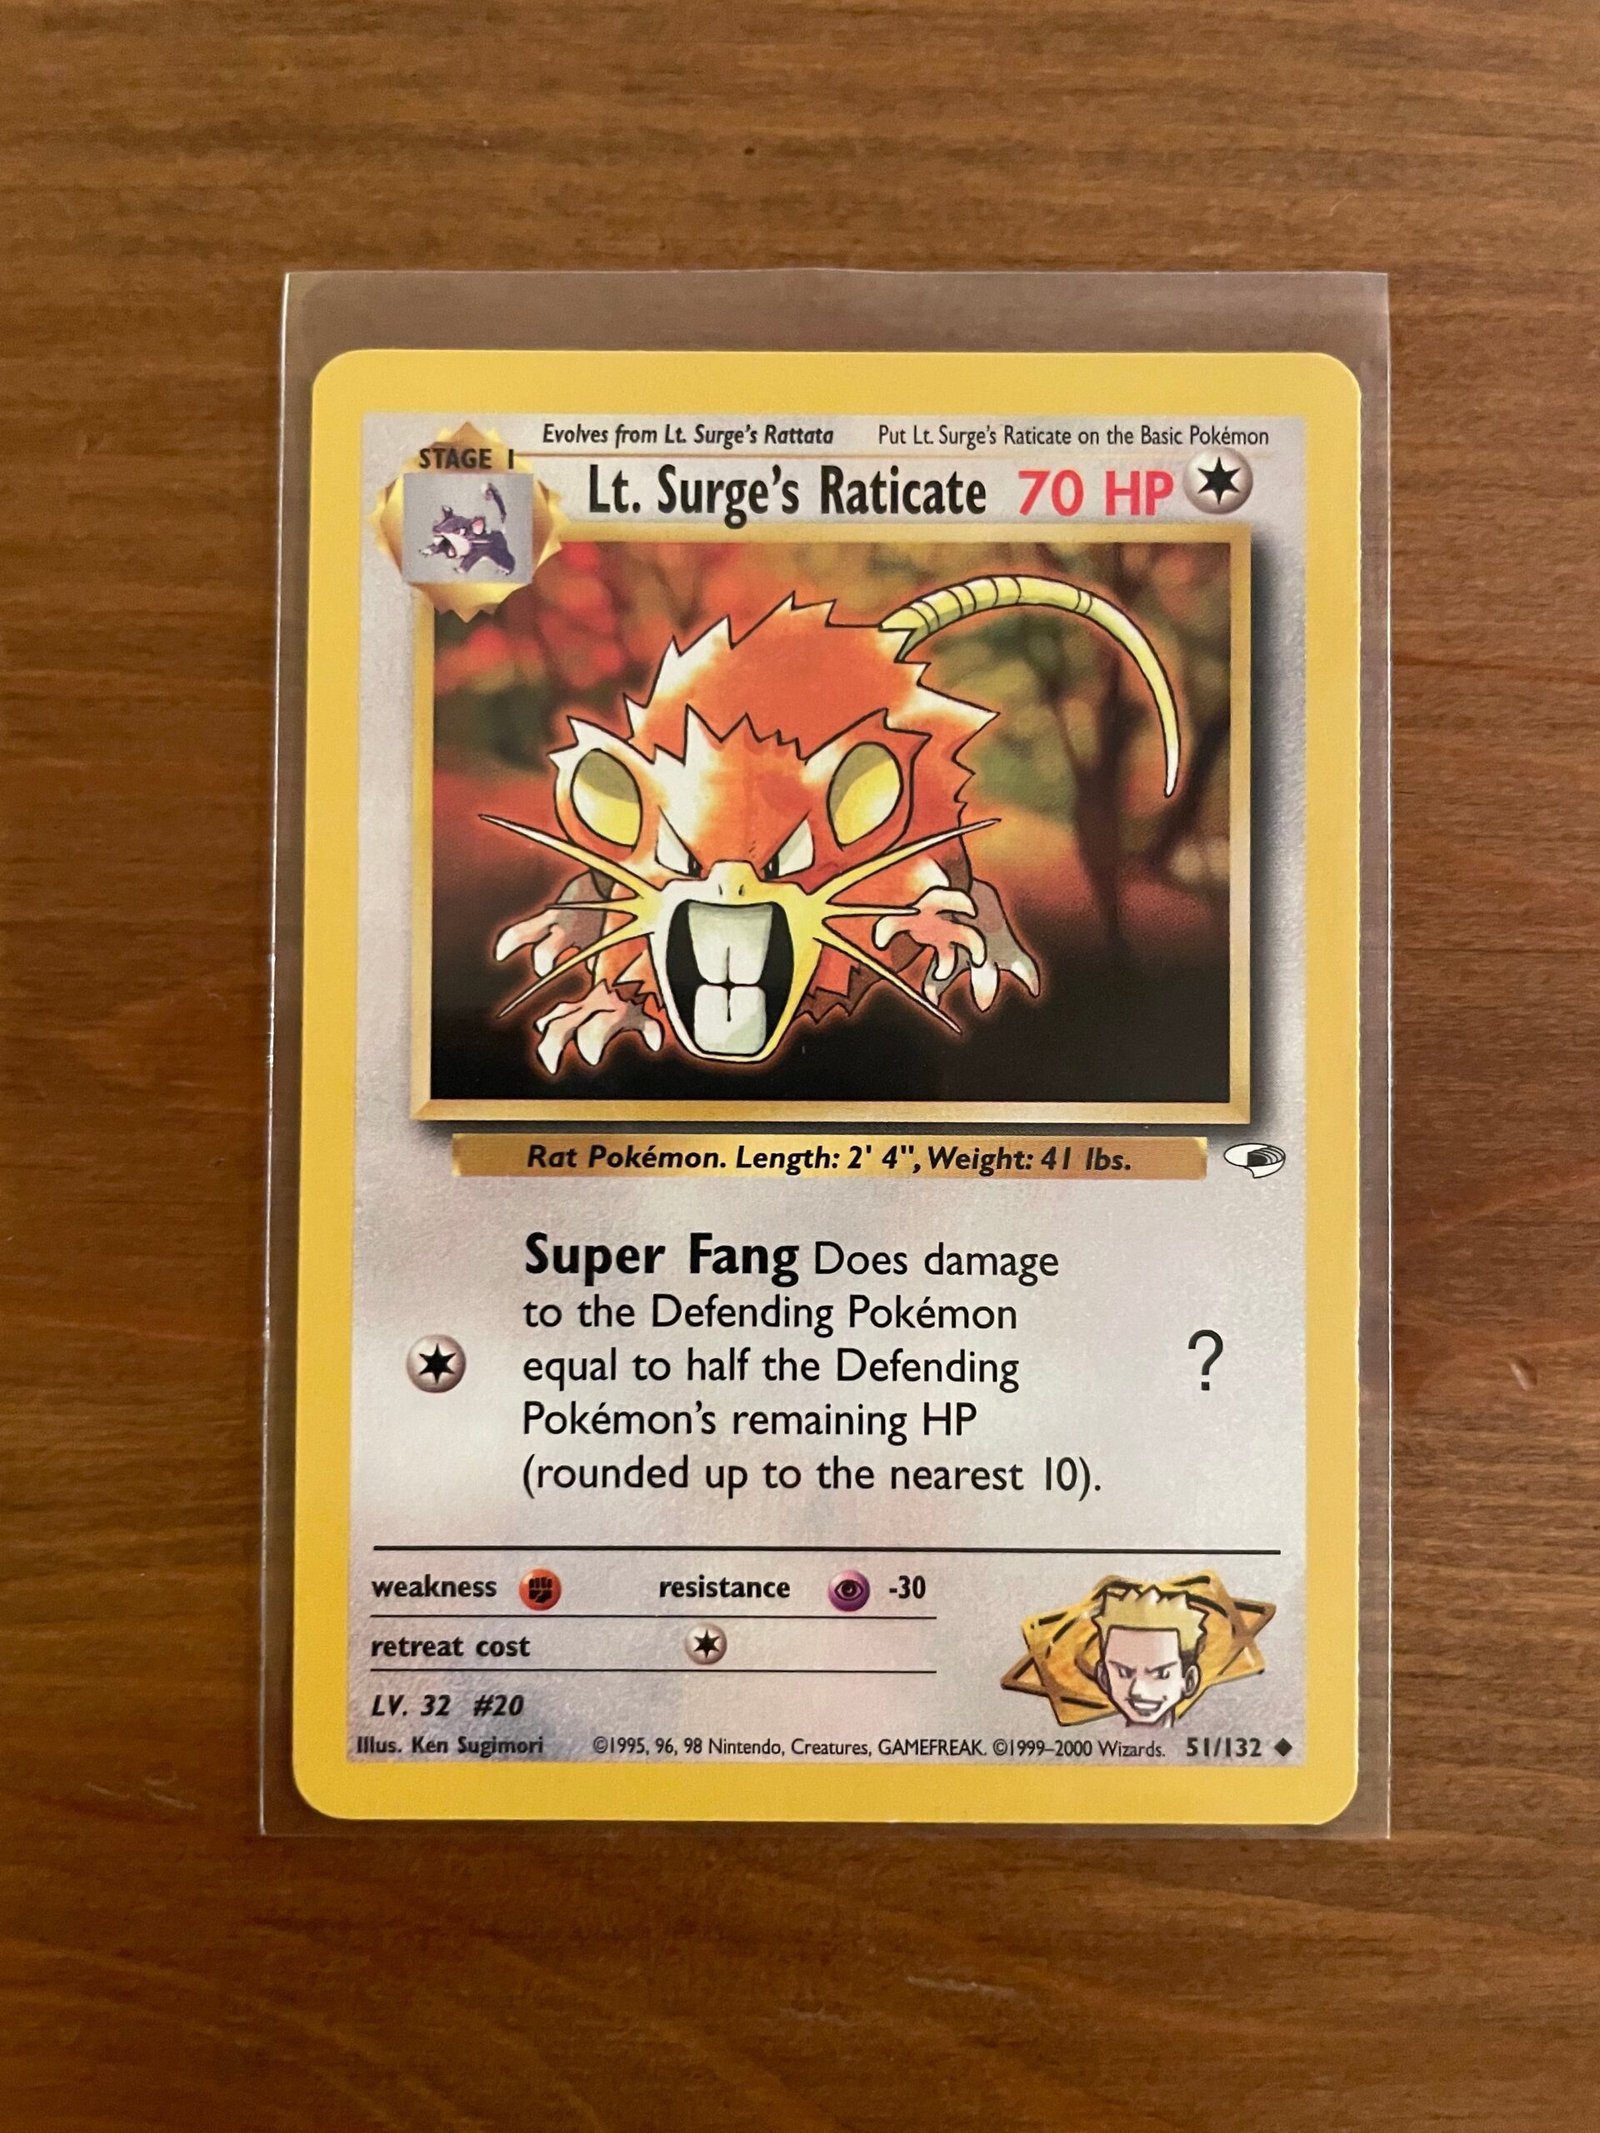 Evolves from Lt. Surge's Rattata Put Lt. Surge's Raticate on the Basic Pokémon
STAGE 1
Lt. Surge's Raticate 70 HP
Rat Pokémon. Length: 2' 4", Weight: 41 lbs.
Super Fang Does damage
to the Defending Pokémon
equal to half the Defending
Pokémon's remaining HP
(rounded up to the nearest 10).
?
weakness resistance -30
retreat cost
LV. 32 #20
Illus. Ken Sugimori ©1995, 96, 98 Nintendo, Creatures, GAMEFREAK. ©1999–2000 Wizards. 51/132 ◆